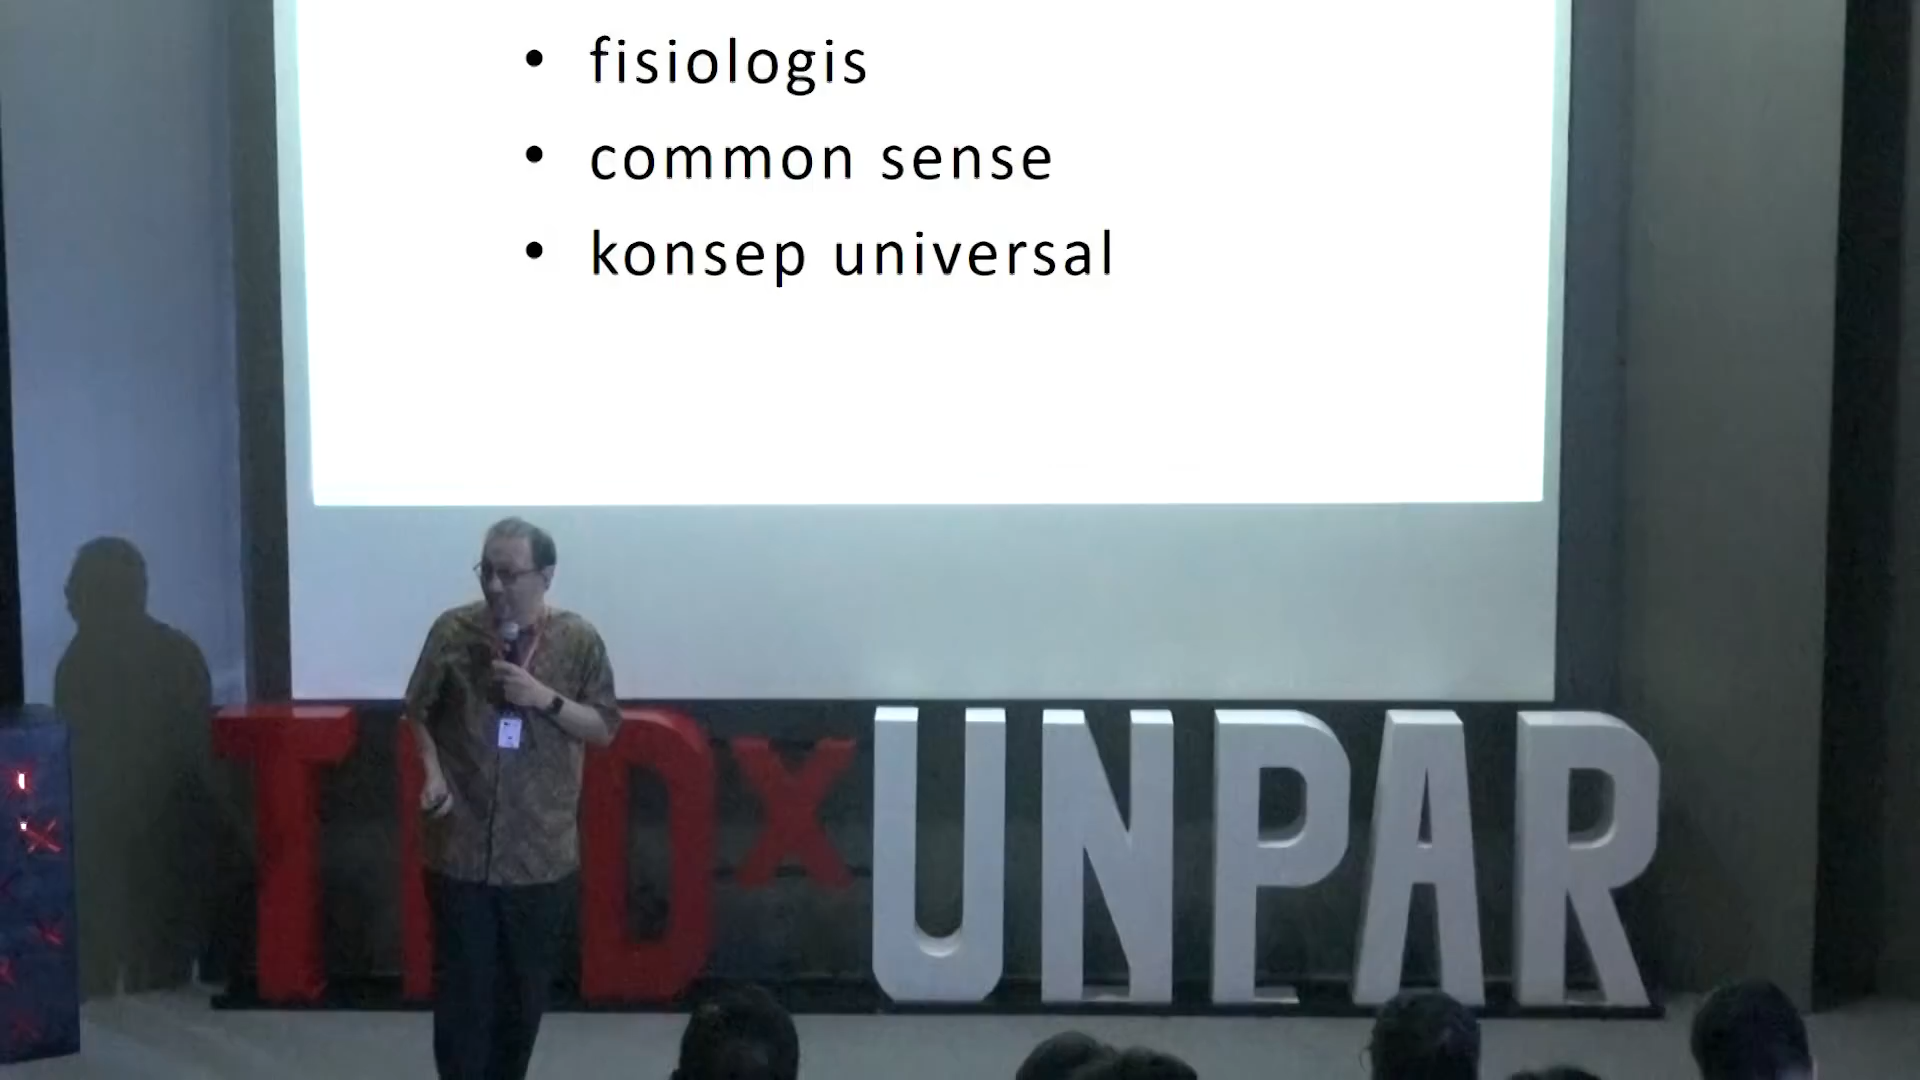 • fisiologis
• common sense
• konsep universal
TEDxUNPAR